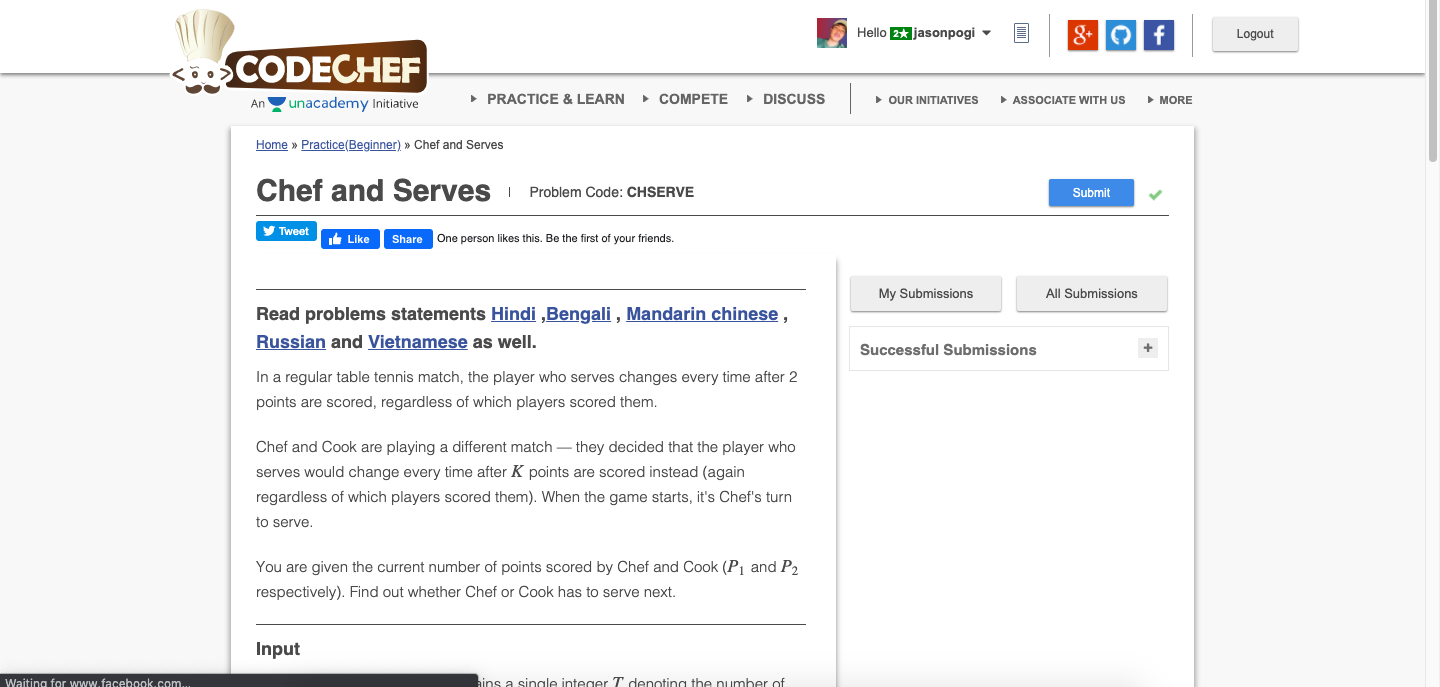 Hello 2★ jasonpogi
Logout
CODECHEF
An unacademy Initiative
PRACTICE & LEARN COMPETE DISCUSS OUR INITIATIVES ASSOCIATE WITH US MORE
Home » Practice(Beginner) » Chef and Serves
Chef and Serves Problem Code: CHSERVE
Submit
Tweet Like Share One person likes this. Be the first of your friends.
My Submissions All Submissions
Successful Submissions +
Read problems statements Hindi ,Bengali , Mandarin chinese ,
Russian and Vietnamese as well.
In a regular table tennis match, the player who serves changes every time after 2
points are scored, regardless of which players scored them.
Chef and Cook are playing a different match — they decided that the player who
serves would change every time after K points are scored instead (again
regardless of which players scored them). When the game starts, it's Chef's turn
to serve.
You are given the current number of points scored by Chef and Cook (P1 and P2
respectively). Find out whether Chef or Cook has to serve next.
Input
a single integer T denoting the number of
Waiting for www.facebook.com...